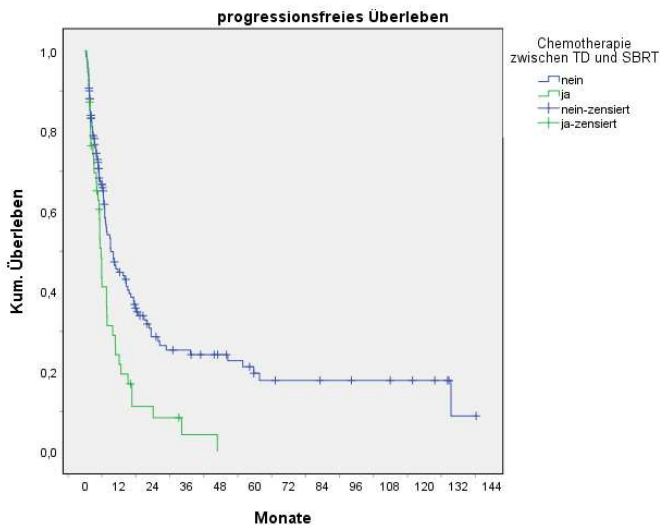 progressionsfreies Überleben
1,0
0,8
0,6
0,4
0,2
0,0
Kum. Überleben
0 12 24 36 48 60 72 84 96 108 120 132 144
Monate
Chemotherapie
zwischen TD und SBRT
nein
ja
nein-zensiert
ja-zensiert